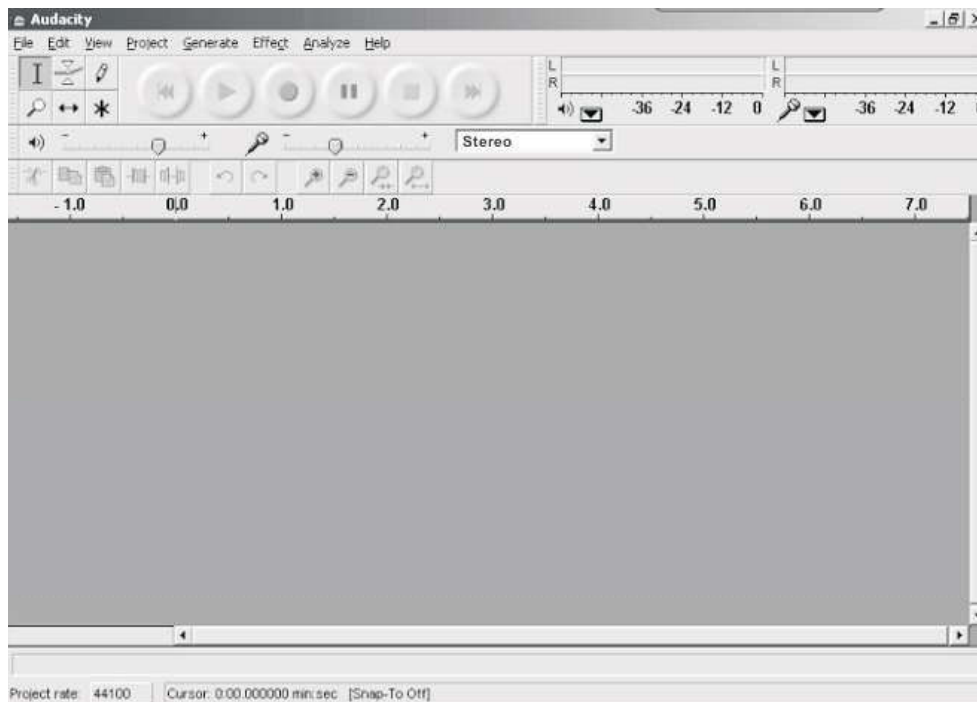 Audacity
File Edit View Project Generate Effect Analyze Help
L L
R R
-36 -24 -12 0 -36 -24 -12
- + - + Stereo
- 1.0 0,0 1.0 2.0 3.0 4.0 5.0 6.0 7.0
Project rate: 44100 Cursor: 0:00.000000 min:sec [Snap-To Off]